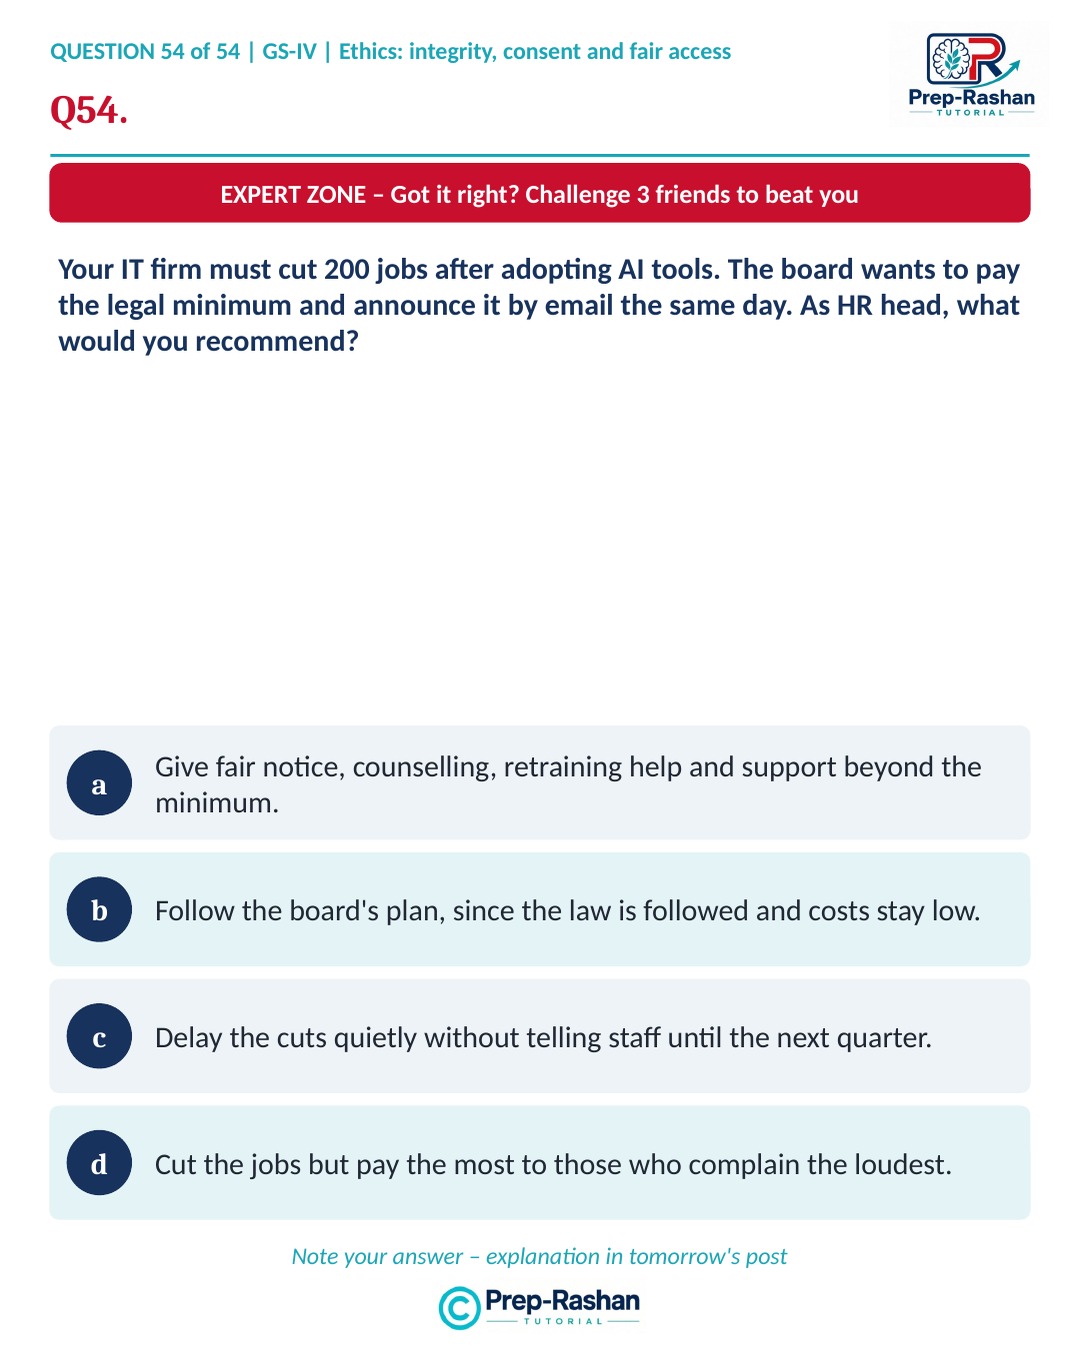 QUESTION 54 of 54 | GS-IV | Ethics: integrity, consent and fair access
Prep-Rashan
TUTORIAL
Q54.
EXPERT ZONE – Got it right? Challenge 3 friends to beat you
Your IT firm must cut 200 jobs after adopting AI tools. The board wants to pay
the legal minimum and announce it by email the same day. As HR head, what
would you recommend?
a
Give fair notice, counselling, retraining help and support beyond the
minimum.
b
Follow the board's plan, since the law is followed and costs stay low.
c
Delay the cuts quietly without telling staff until the next quarter.
d
Cut the jobs but pay the most to those who complain the loudest.
Note your answer – explanation in tomorrow's post
© Prep-Rashan
TUTORIAL